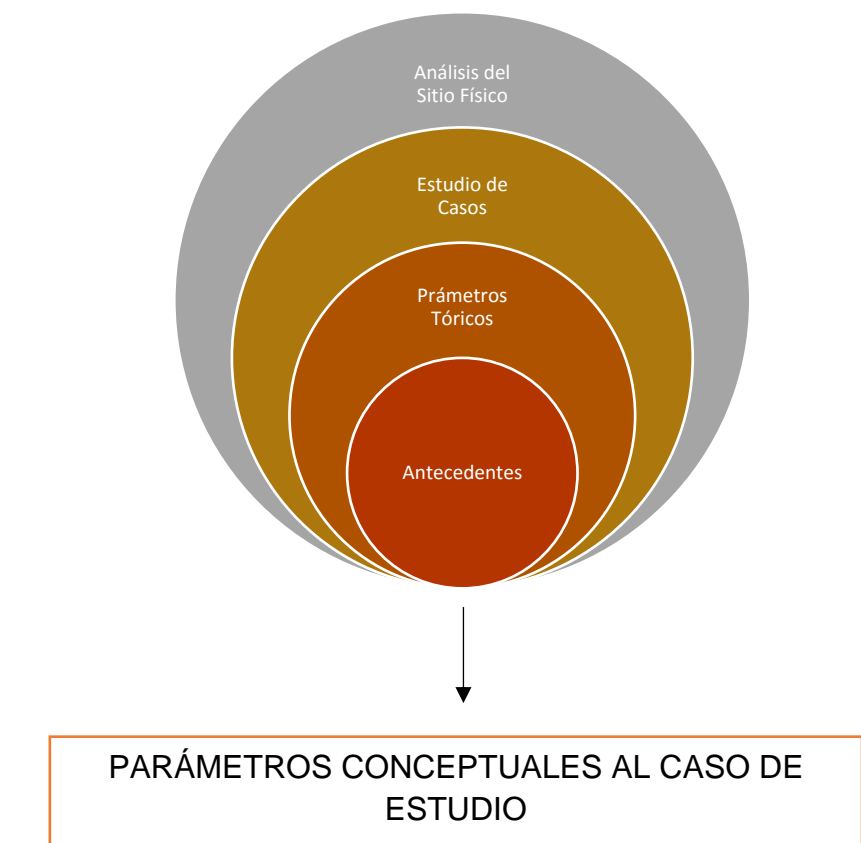 Análisis del
Sitio Físico
Estudio de
Casos
Prámetros
Tóricos
Antecedentes
PARÁMETROS CONCEPTUALES AL CASO DE
ESTUDIO